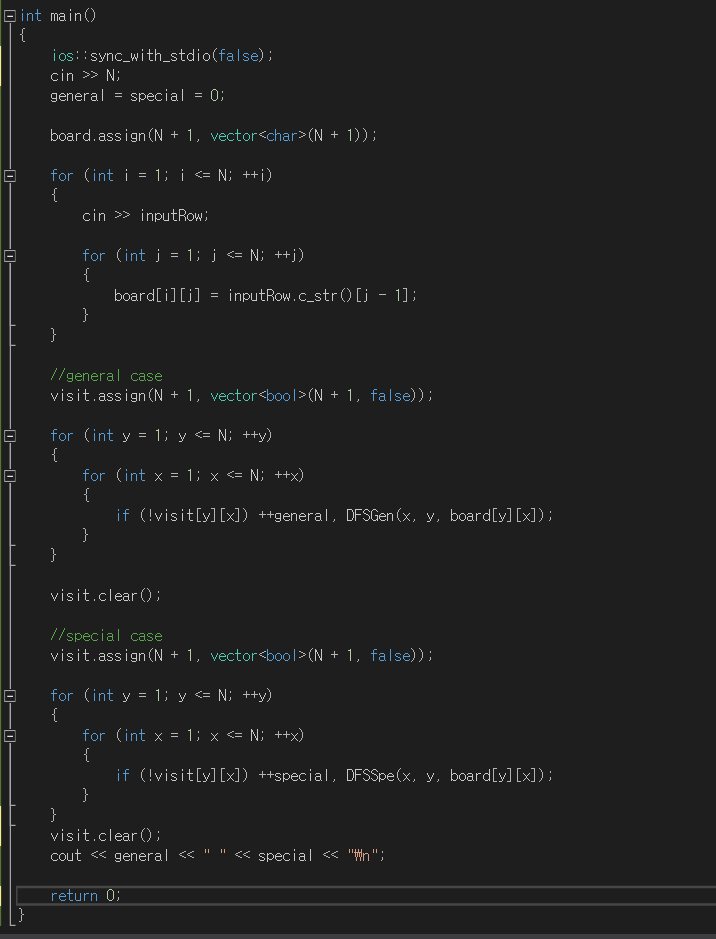 int main()
{
ios::sync_with_stdio(false);
cin >> N;
general = special = 0;
board.assign(N + 1, vector<char>(N + 1));
for (int i = 1; i <= N; ++i)
{
cin >> inputRow;
for (int j = 1; j <= N; ++j)
{
board[i][j] = inputRow.c_str()[j - 1];
}
}
//general case
visit.assign(N + 1, vector<bool>(N + 1, false));
for (int y = 1; y <= N; ++y)
{
for (int x = 1; x <= N; ++x)
{
if (!visit[y][x]) ++general, DFSGen(x, y, board[y][x]);
}
}
visit.clear();
//special case
visit.assign(N + 1, vector<bool>(N + 1, false));
for (int y = 1; y <= N; ++y)
{
for (int x = 1; x <= N; ++x)
{
if (!visit[y][x]) ++special, DFSSpe(x, y, board[y][x]);
}
}
visit.clear();
cout << general << " " << special << "₩n";
return 0;
}